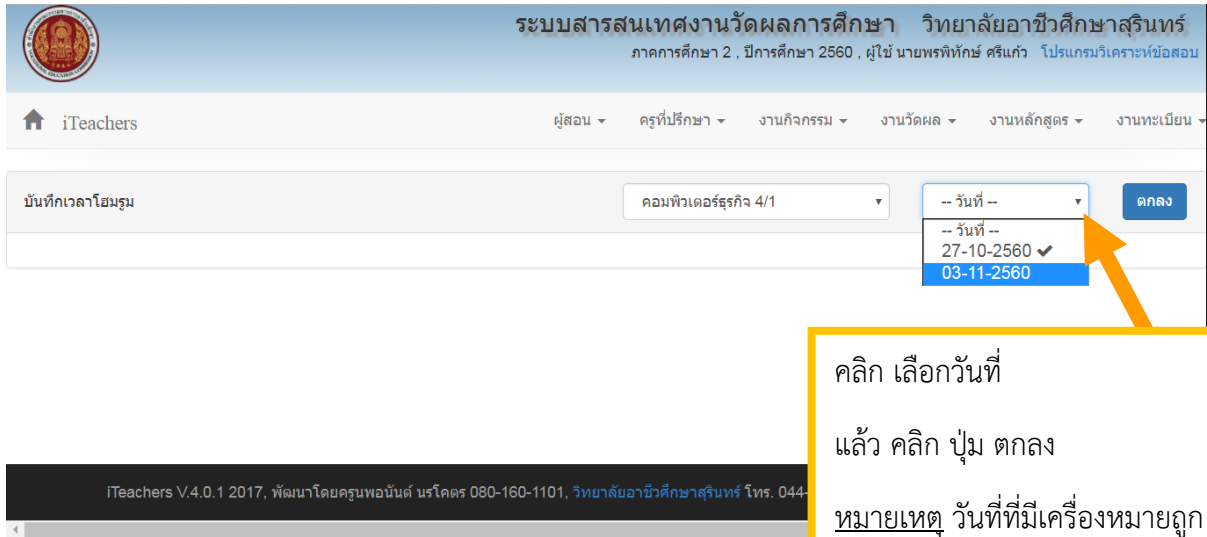 ระบบสารสนเทศงานวัดผลการศึกษา วิทยาลัยอาชีวศึกษาสุรินทร์
ภาคการศึกษา 2 , ปีการศึกษา 2560 , ผู้ใช้ นายพรพิทักษ์ ศรีแก้ว โปรแกรมวิเคราะห์ข้อสอบ
iTeachers ผู้สอน ครูที่ปรึกษา งานกิจกรรม งานวัดผล งานหลักสูตร งานทะเบียน
บันทึกเวลาโฮมรูม คอมพิวเตอร์ธุรกิจ 4/1 -- วันที่ -- ตกลง
-- วันที่ --
27-10-2560 ✔
03-11-2560
คลิก เลือกวันที่
แล้ว คลิก ปุ่ม ตกลง
หมายเหตุ วันที่ที่มีเครื่องหมายถูก
iTeachers V.4.0.1 2017, พัฒนาโดยครูนพอนันต์ นรโคตร 080-160-1101, วิทยาลัยอาชีวศึกษาสุรินทร์ โทร. 044-